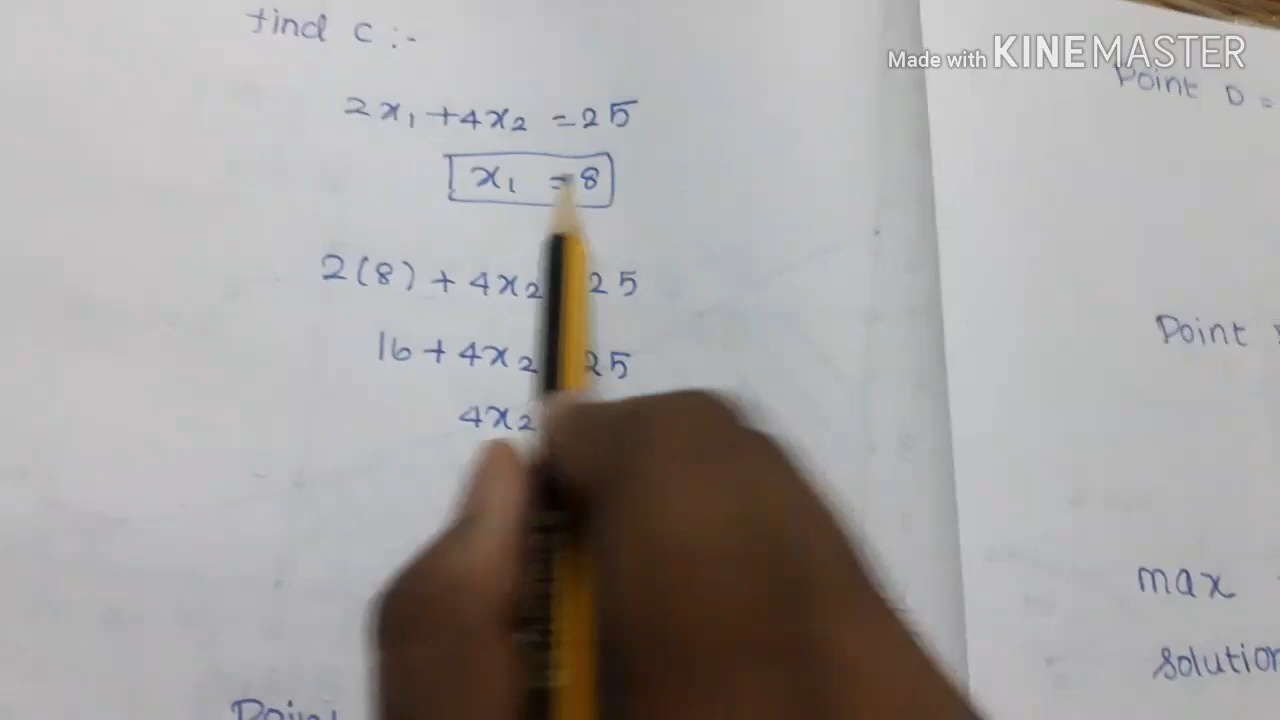 find C :-
Made with KINEMASTER
Point D =
2x₁ + 4x₂ = 25
x₁ = 8
2(8) + 4x₂ 25
Point
16 + 4x₂ 25
4x₂
max
solution
Point